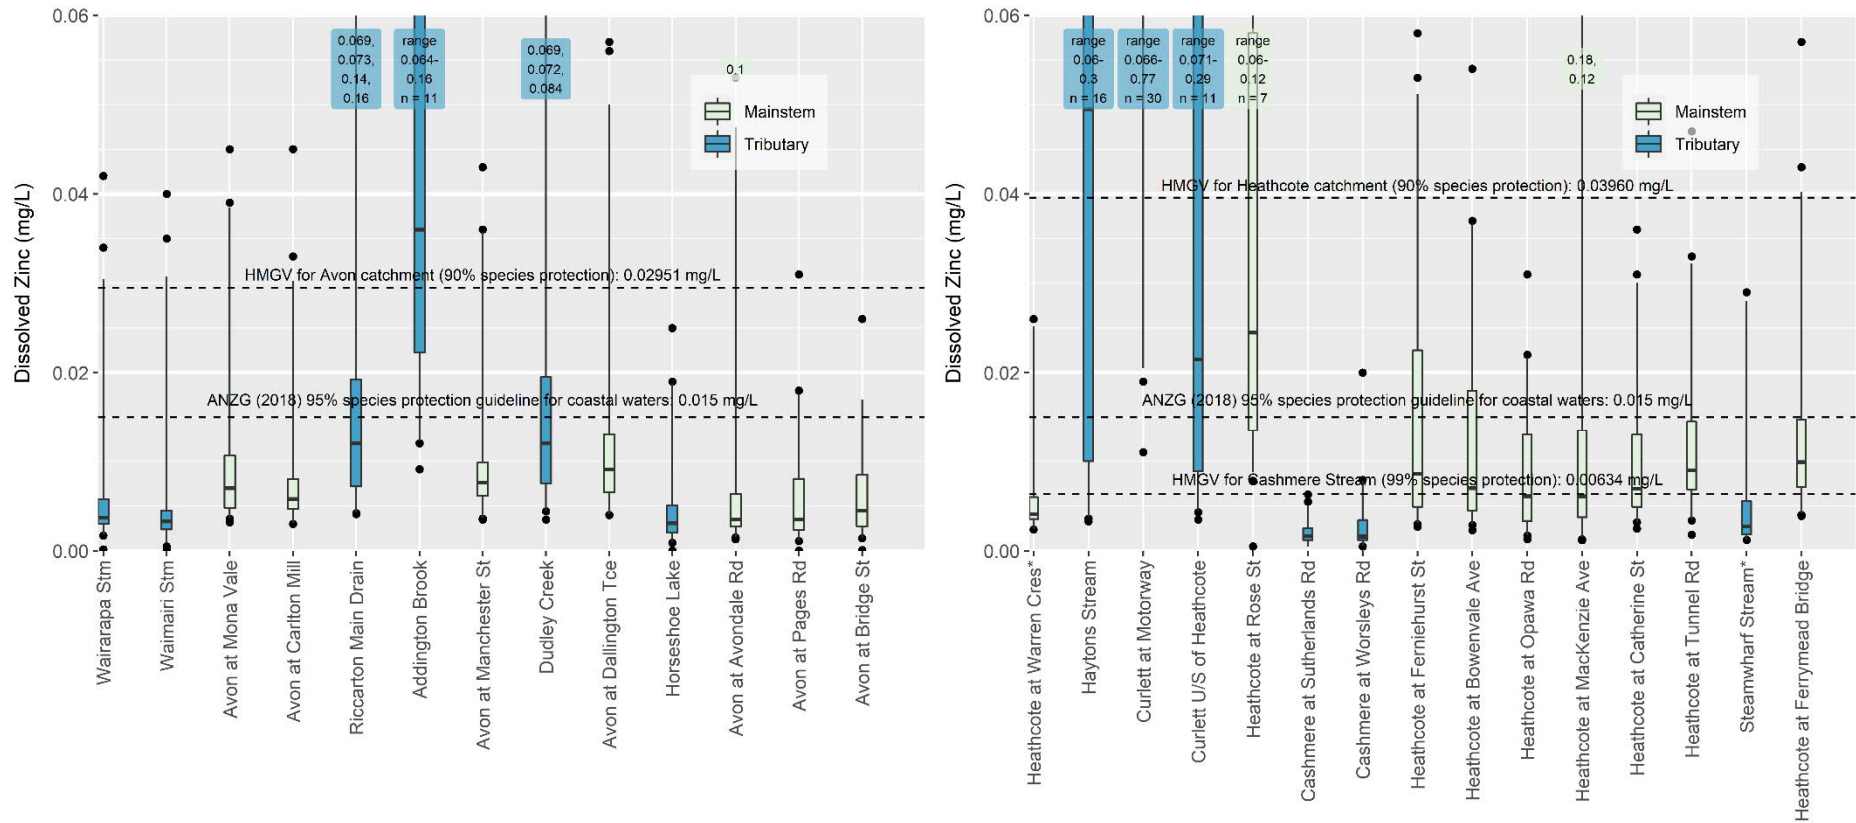 Dissolved Zinc (mg/L)
0.06
0.04
0.02
0.00
0.069,
0.073,
0.14,
0.16
range
0.064-
0.16
n = 11
0.069,
0.072,
0.084
0.1
Mainstem
Tributary
HMGV for Avon catchment (90% species protection): 0.02951 mg/L
ANZG (2018) 95% species protection guideline for coastal waters: 0.015 mg/L
Wairarapa Stm
Waimairi Stm
Avon at Mona Vale
Avon at Carlton Mill
Riccarton Main Drain
Addington Brook
Avon at Manchester St
Dudley Creek
Avon at Dallington Tce
Horseshoe Lake
Avon at Avondale Rd
Avon at Pages Rd
Avon at Bridge St
Dissolved Zinc (mg/L)
0.06
0.04
0.02
0.00
range
0.06-
0.3
n = 16
range
0.066-
0.77
n = 30
range
0.071-
0.29
n = 11
range
0.06-
0.12
n = 7
0.18,
0.12
Mainstem
Tributary
HMGV for Heathcote catchment (90% species protection): 0.03960 mg/L
ANZG (2018) 95% species protection guideline for coastal waters: 0.015 mg/L
HMGV for Cashmere Stream (99% species protection): 0.00634 mg/L
Heathcote at Warren Cres*
Haytons Stream
Curlett at Motorway
Curlett U/S of Heathcote
Heathcote at Rose St
Cashmere at Sutherlands Rd
Cashmere at Worsleys Rd
Heathcote at Ferniehurst St
Heathcote at Bowenvale Ave
Heathcote at Opawa Rd
Heathcote at MacKenzie Ave
Heathcote at Catherine St
Heathcote at Tunnel Rd
Steamwharf Stream*
Heathcote at Ferrymead Bridge